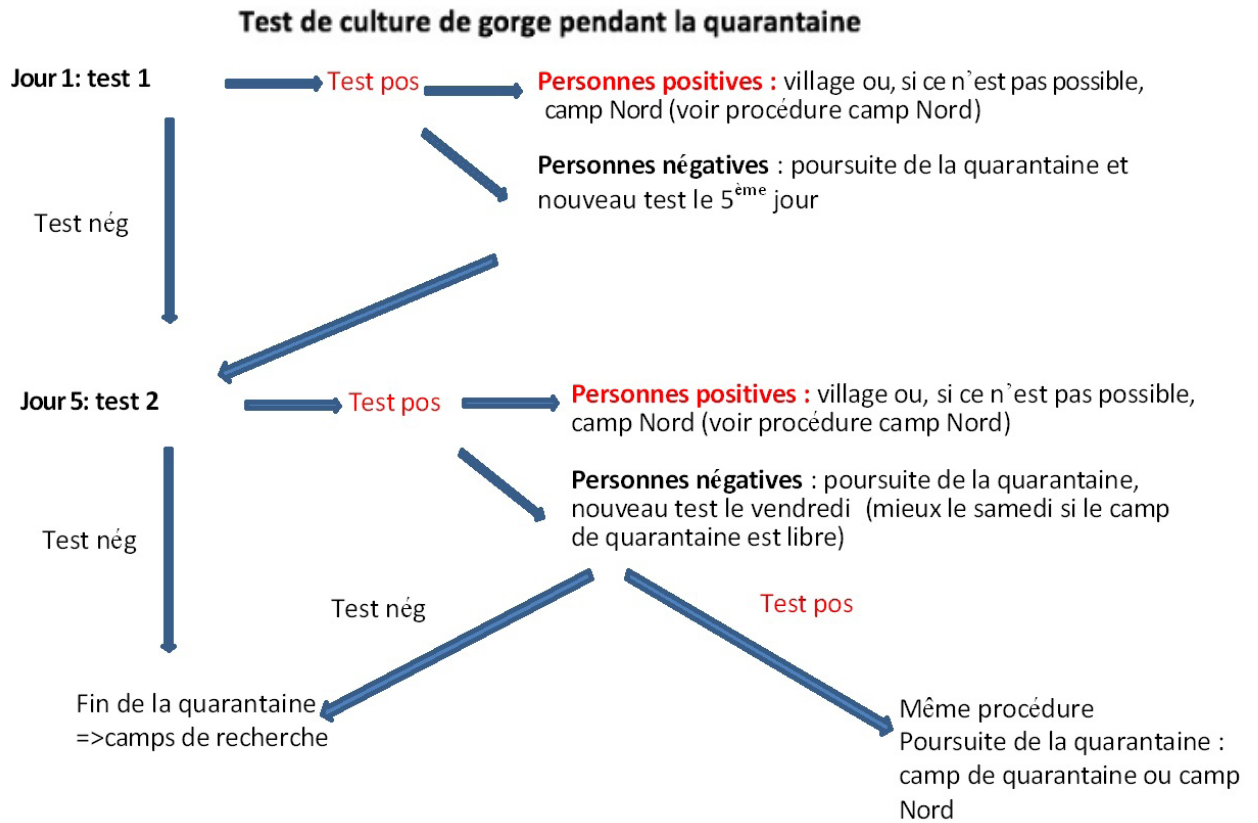 Test de culture de gorge pendant la quarantaine
Jour 1: test 1
Test pos
Personnes positives : village ou, si ce n’est pas possible,
camp Nord (voir procédure camp Nord)
Personnes négatives : poursuite de la quarantaine et
nouveau test le 5ème jour
Test nég
Jour 5: test 2
Test pos
Personnes positives : village ou, si ce n’est pas possible,
camp Nord (voir procédure camp Nord)
Personnes négatives : poursuite de la quarantaine,
nouveau test le vendredi (mieux le samedi si le camp
de quarantaine est libre)
Test nég
Test nég
Test pos
Fin de la quarantaine
=>camps de recherche
Même procédure
Poursuite de la quarantaine :
camp de quarantaine ou camp
Nord